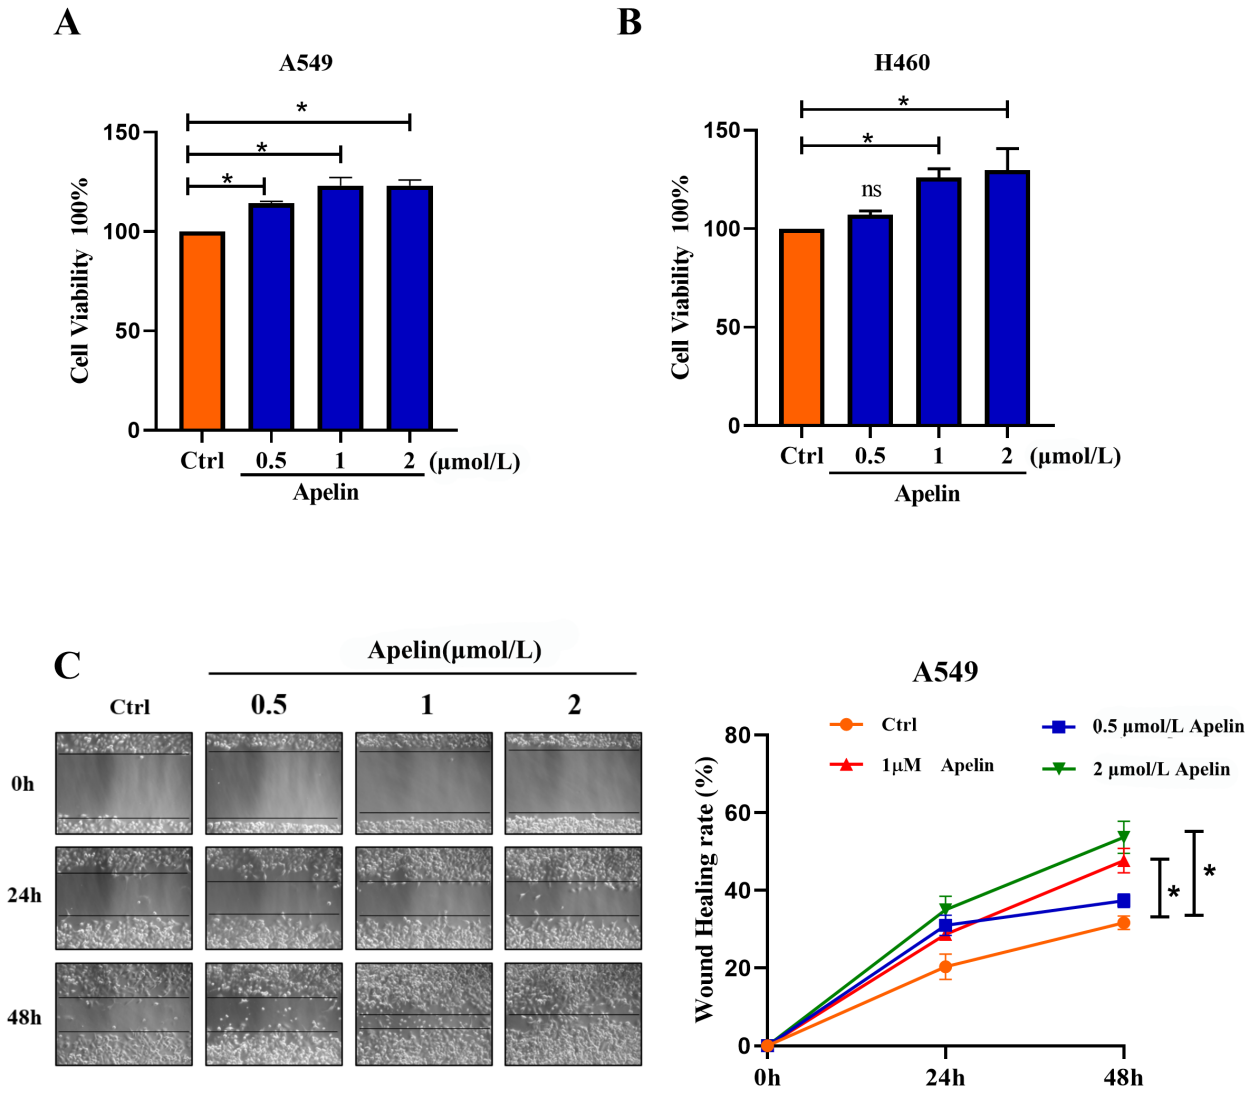 A
A549
*
*
*
150
100
50
0
Cell Viability 100%
Ctrl 0.5 1 2 (μmol/L)
Apelin
B
H460
*
*
ns
150
100
50
0
Cell Viability 100%
Ctrl 0.5 1 2 (μmol/L)
Apelin
C
Apelin(μmol/L)
Ctrl 0.5 1 2
0h
24h
48h
A549
Ctrl
0.5 μmol/L Apelin
1μM Apelin
2 μmol/L Apelin
80
60
40
20
0
Wound Healing rate (%)
*
*
0h 24h 48h